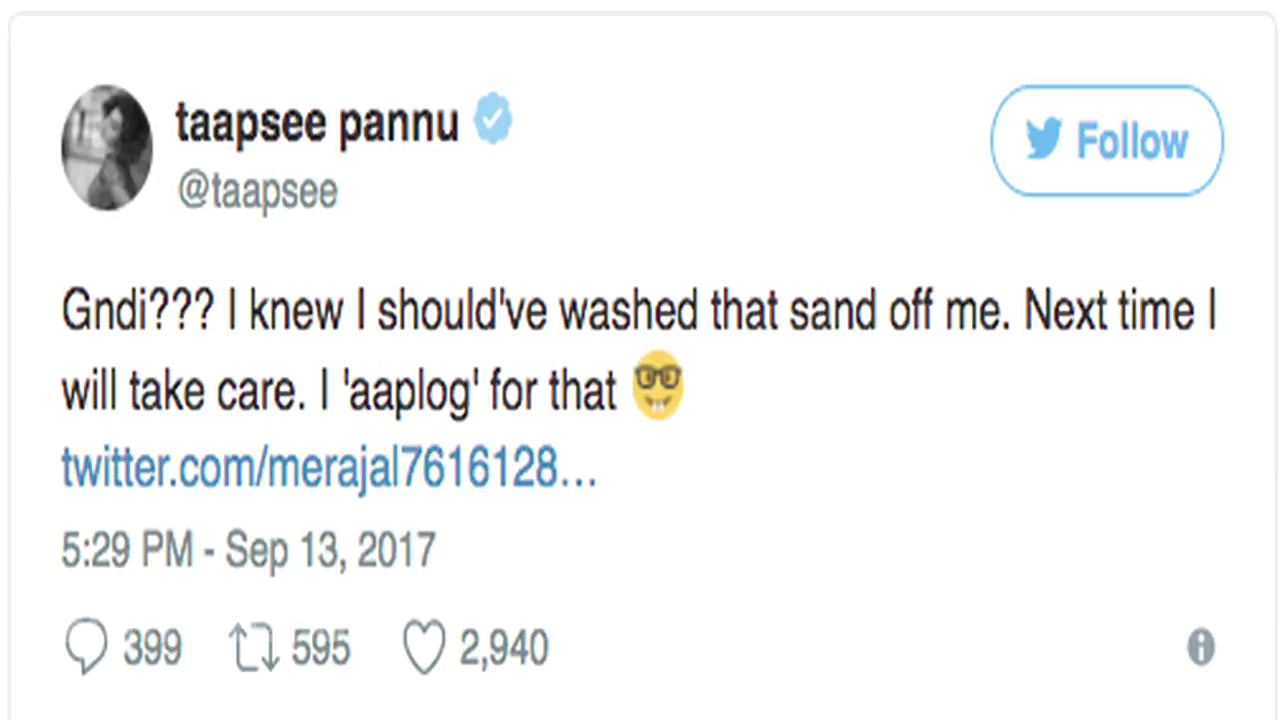 taapsee pannu
@taapsee
Follow
Gndi??? I knew I should've washed that sand off me. Next time I
will take care. I 'aaplog' for that 🤓
twitter.com/merajal7616128...
5:29 PM - Sep 13, 2017
399 595 2,940